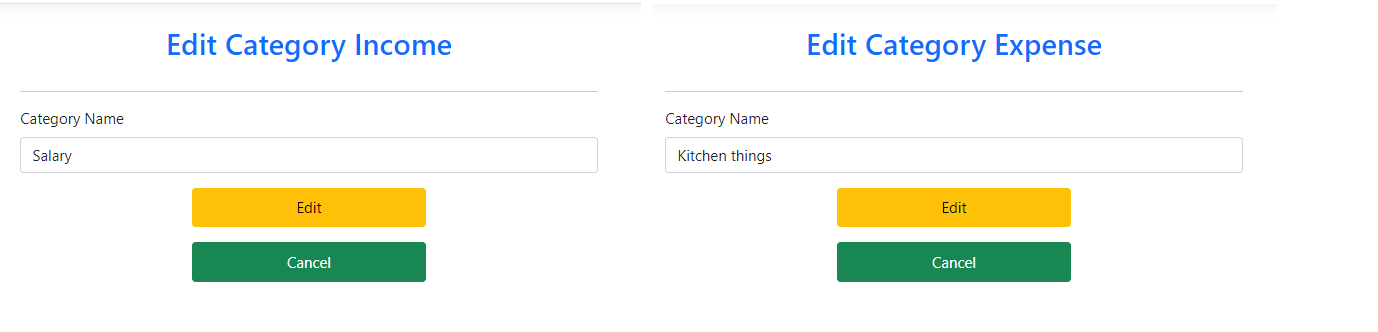 Edit Category Income
Category Name
Salary
Edit
Cancel
Edit Category Expense
Category Name
Kitchen things
Edit
Cancel